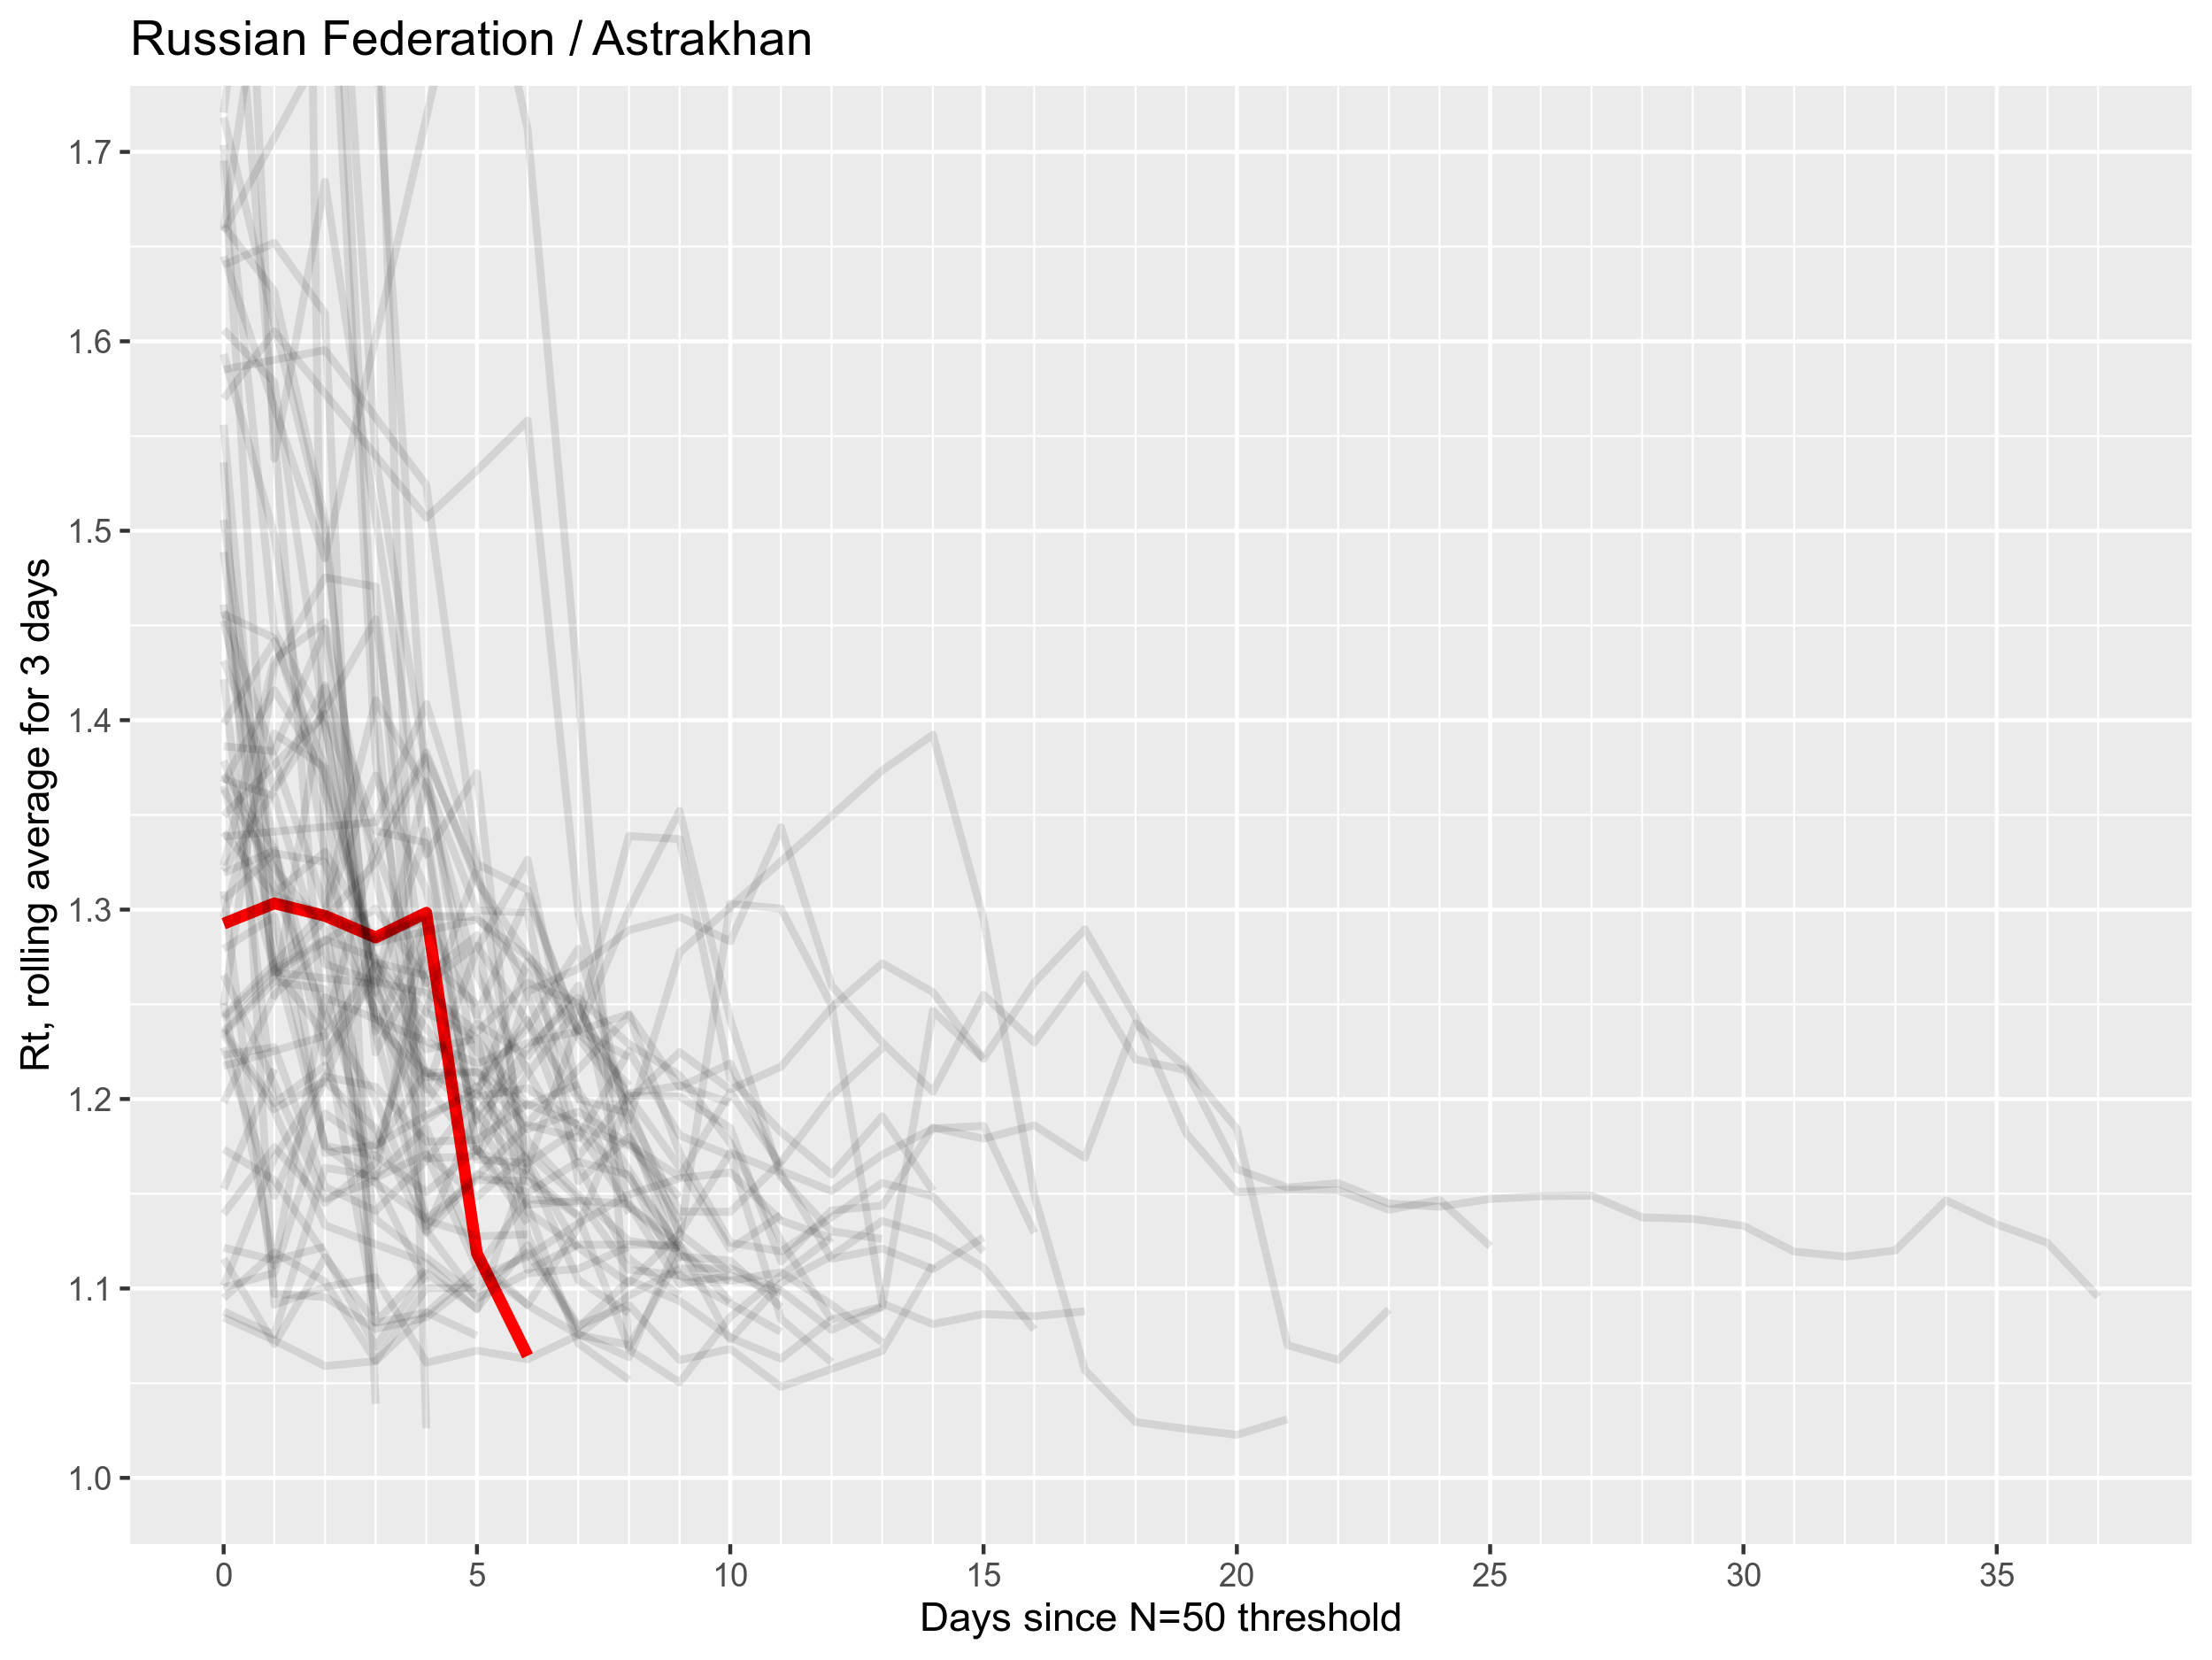 Russian Federation / Astrakhan
Rt, rolling average for 3 days
1.7
1.6
1.5
1.4
1.3
1.2
1.1
1.0
0 5 10 15 20 25 30 35
Days since N=50 threshold